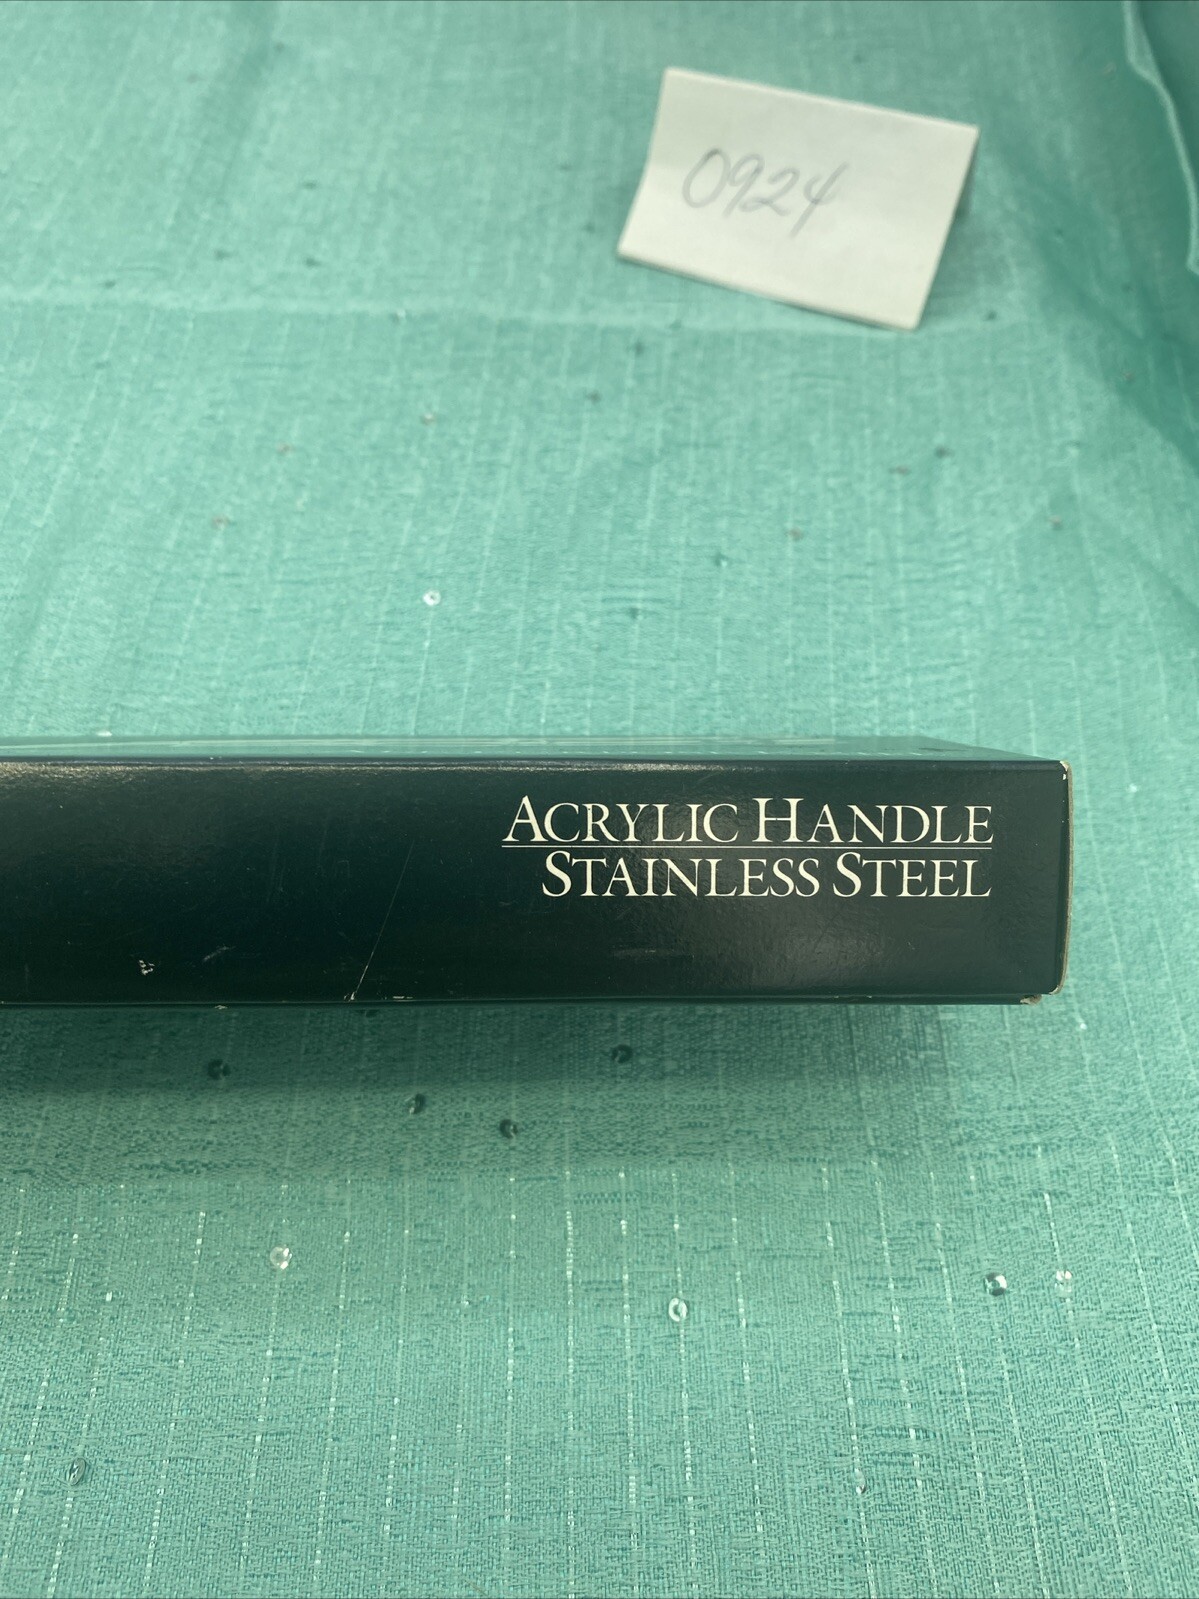 0924
ACRYLIC HANDLE
STAINLESS STEEL